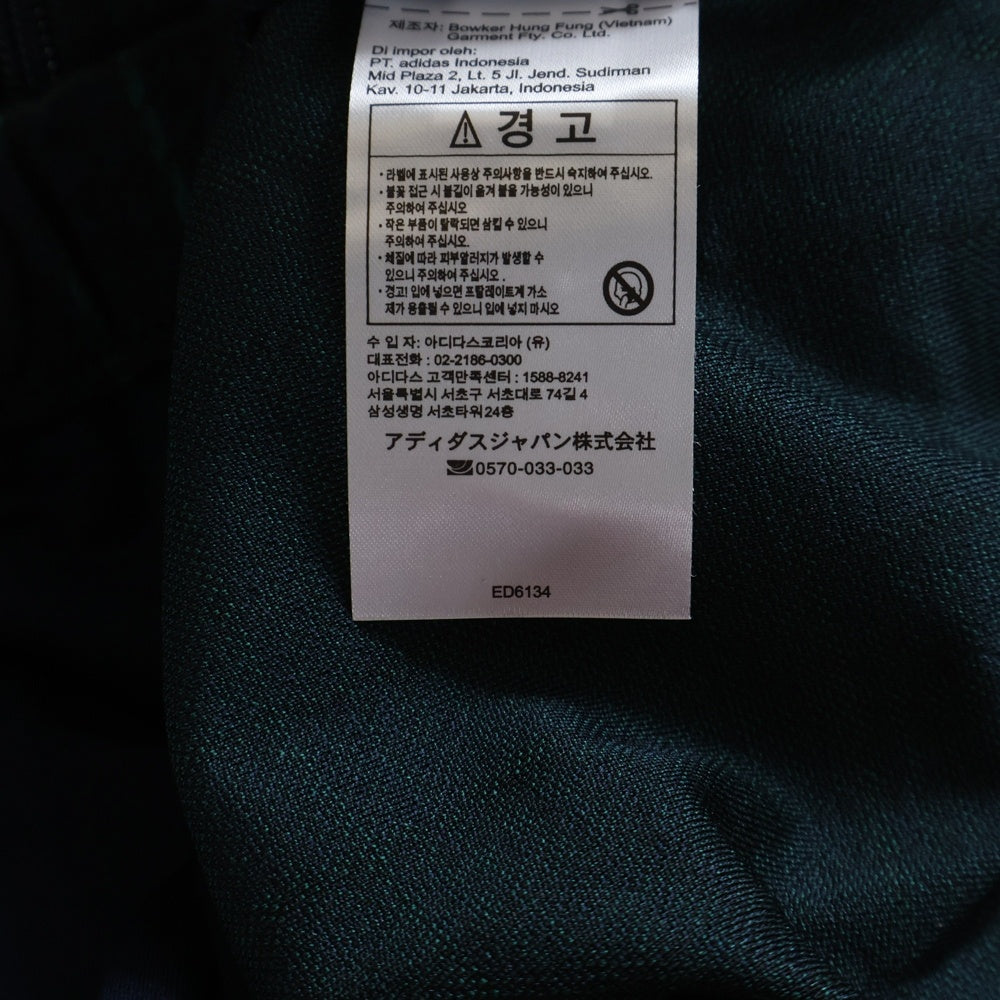 제조자: Bowker Hung Fung (Vietnam)
Garment Fty. Co. Ltd.
Di impor oleh:
PT. adidas Indonesia
Mid Plaza 2, Lt. 5 Jl. Jend. Sudirman
Kav. 10-11 Jakarta, Indonesia
경 고
· 라벨에 표시된 사용상 주의사항을 반드시 숙지하여 주십시오.
· 불꽃 접근 시 불길이 옮겨 붙을 가능성이 있으니
주의하여 주십시오
· 작은 부품이 탈락되면 삼킬 수 있으니
주의하여 주십시오.
· 체질에 따라 피부알러지가 발생할 수
있으니 주의하여 주십시오 .
· 경고! 입에 넣으면 프탈레이트계 가소
제가 용출될 수 있으니 입에 넣지 마시오
수 입 자: 아디다스코리아 (유)
대표전화 : 02-2186-0300
아디다스 고객만족센터 : 1588-8241
서울특별시 서초구 서초대로 74길 4
삼성생명 서초타워24층
アディダスジャパン株式会社
0570-033-033
ED6134